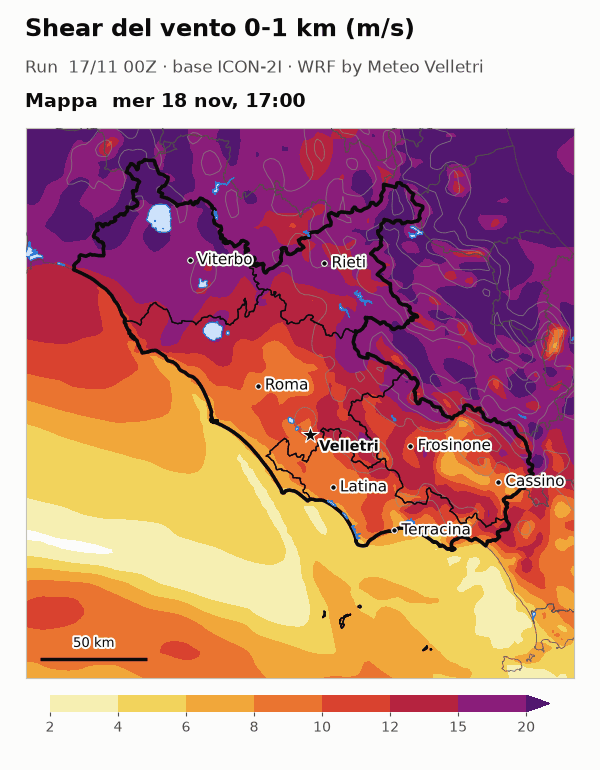 Shear del vento 0-1 km (m/s)
Run  17/11 00Z · base ICON-2I · WRF by Meteo Velletri
Mappa  mer 18 nov, 17:00
Viterbo
Rieti
Roma
Velletri
Frosinone
Latina
Cassino
Terracina
50 km
2 4 6 8 10 12 15 20